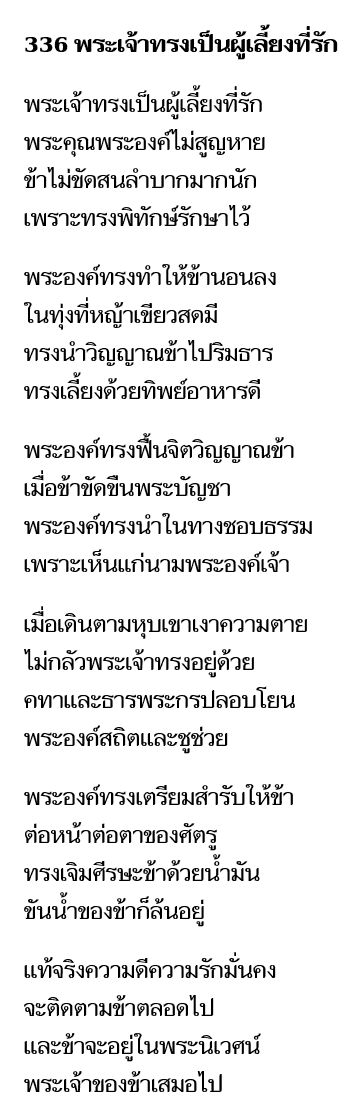 336 พระเจ้าทรงเป็นผู้เลี้ยงที่รัก
พระเจ้าทรงเป็นผู้เลี้ยงที่รัก
พระคุณพระองค์ไม่สูญหาย
ข้าไม่ขัดสนลำบากมากนัก
เพราะทรงพิทักษ์รักษาไว้
พระองค์ทรงทำให้ข้านอนลง
ในทุ่งที่หญ้าเขียวสดมี
ทรงนำวิญญาณข้าไปริมธาร
ทรงเลี้ยงด้วยทิพย์อาหารดี
พระองค์ทรงฟื้นจิตวิญญาณข้า
เมื่อข้าขัดขืนพระบัญชา
พระองค์ทรงนำในทางชอบธรรม
เพราะเห็นแก่นามพระองค์เจ้า
เมื่อเดินตามหุบเขาเงาความตาย
ไม่กลัวพระเจ้าทรงอยู่ด้วย
คทาและธารพระกรปลอบโยน
พระองค์สถิตและชูช่วย
พระองค์ทรงเตรียมสำรับให้ข้า
ต่อหน้าต่อตาของศัตรู
ทรงเจิมศีรษะข้าด้วยน้ำมัน
ขันน้ำของข้าก็ล้นอยู่
แท้จริงความดีความรักมั่นคง
จะติดตามข้าตลอดไป
และข้าจะอยู่ในพระนิเวศน์
พระเจ้าของข้าเสมอไป